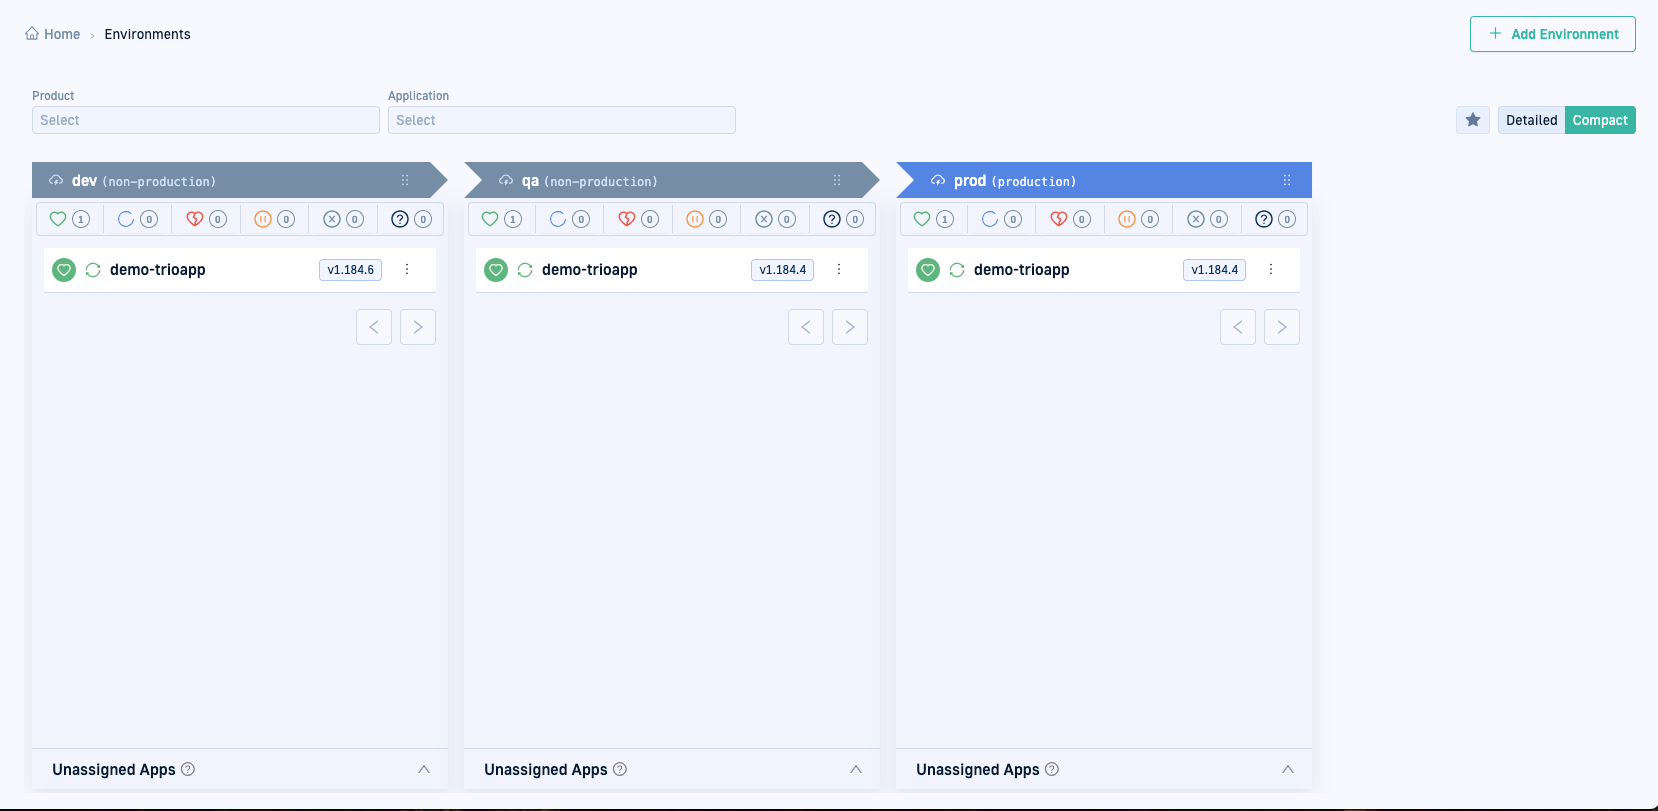 Home > Environments
+ Add Environment
Product
Application
Select
Select
Detailed
Compact
dev (non-production)
1 0 0 0 0 0
demo-trioapp v1.184.6
Unassigned Apps
qa (non-production)
1 0 0 0 0 0
demo-trioapp v1.184.4
Unassigned Apps
prod (production)
1 0 0 0 0 0
demo-trioapp v1.184.4
Unassigned Apps